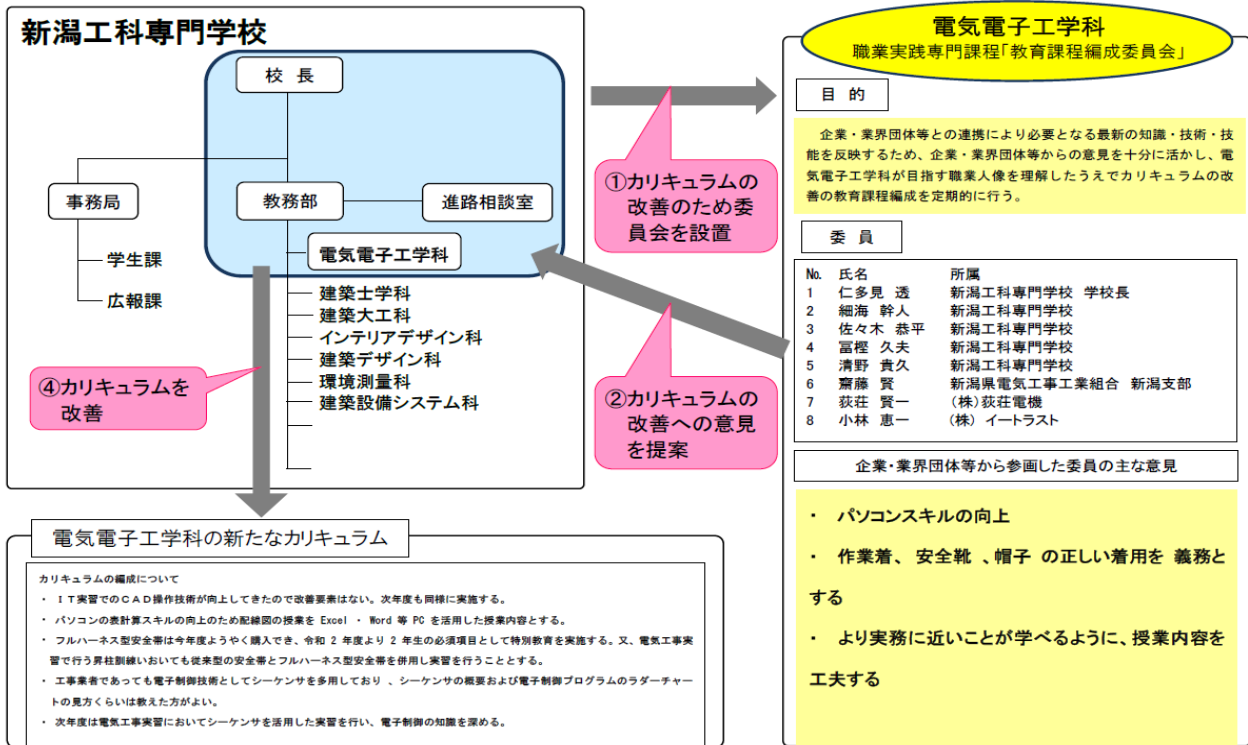 新潟工科専門学校
校 長
事務局
学生課
広報課
教務部
進路相談室
電気電子工学科
建築士学科
建築大工科
インテリアデザイン科
建築デザイン科
環境測量科
建築設備システム科
①カリキュラムの
改善のため委
員会を設置
②カリキュラムの
改善への意見
を提案
④カリキュラムを
改善
電気電子工学科
職業実践専門課程「教育課程編成委員会」
目 的
企業・業界団体等との連携により必要となる最新の知識・技術・技
能を反映するため、企業・業界団体等からの意見を十分に活かし、電
気電子工学科が目指す職業人像を理解したうえでカリキュラムの改
善の教育課程編成を定期的に行う。
委 員
No. 氏名 所属
1 仁多見 透 新潟工科専門学校 学校長
2 細海 幹人 新潟工科専門学校
3 佐々木 恭平 新潟工科専門学校
4 冨樫 久夫 新潟工科専門学校
5 清野 貴久 新潟工科専門学校
6 齋藤 賢 新潟県電気工事工業組合 新潟支部
7 荻荘 賢一 (株)荻荘電機
8 小林 恵一 (株) イートラスト
企業・業界団体等から参画した委員の主な意見
・ パソコンスキルの向上
・ 作業着、 安全靴 、帽子 の正しい着用を 義務と
する
・ より実務に近いことが学べるように、授業内容を
工夫する
電気電子工学科の新たなカリキュラム
カリキュラムの編成について
・ IT実習でのCAD操作技術が向上してきたので改善要素はない。次年度も同様に実施する。
・ パソコンの表計算スキルの向上のため配線図の授業を Excel ・ Word 等 PC を活用した授業内容とする。
・ フルハーネス型安全帯は今年度ようやく購入でき、令和 2 年度より 2 年生の必須項目として特別教育を実施する。又、電気工事実
習で行う昇柱訓練おいても従来型の安全帯とフルハーネス型安全帯を併用し実習を行うこととする。
・ 工事業者であっても電子制御技術としてシーケンサを多用しており 、シーケンサの概要および電子制御プログラムのラダーチャー
トの見方くらいは教えた方がよい。
・ 次年度は電気工事実習においてシーケンサを活用した実習を行い、電子制御の知識を深める。